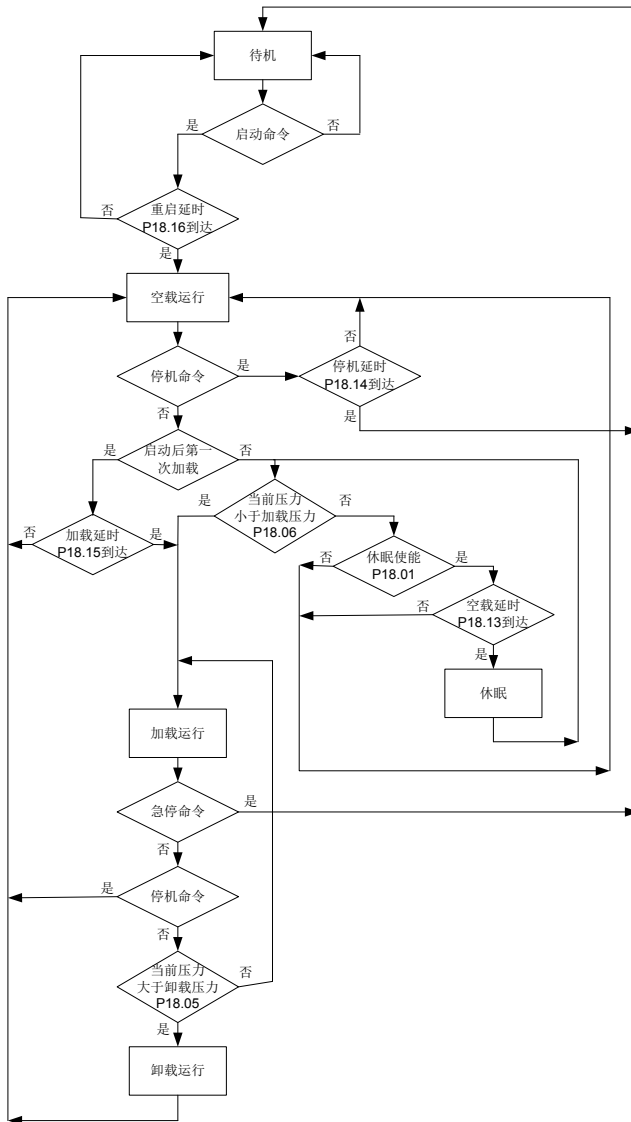 待机
启动命令
是
否
重启延时
P18.16到达
否
是
空载运行
停机命令
是
否
停机延时
P18.14到达
否
是
启动后第一
次加载
是
否
加载延时
P18.15到达
否
是
当前压力
小于加载压力
P18.06
是
否
休眠使能
P18.01
否
是
空载延时
P18.13到达
否
是
休眠
加载运行
急停命令
是
否
停机命令
是
否
当前压力
大于卸载压力
P18.05
否
是
卸载运行